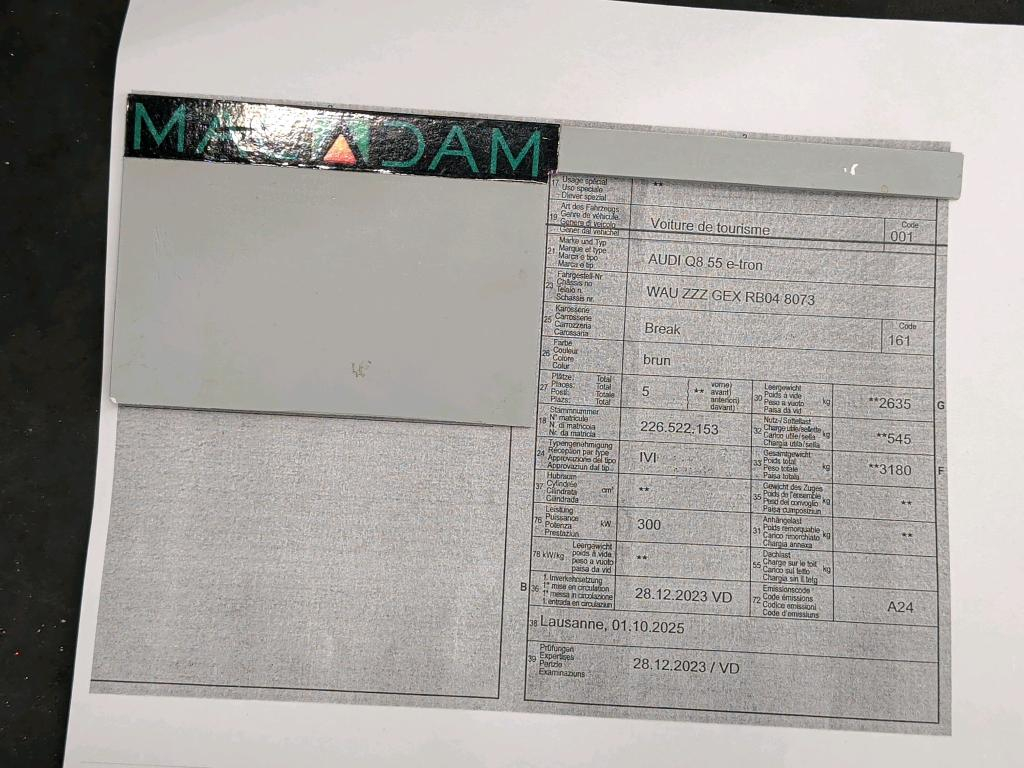 MACADAM
17 Usage spécial
Uso speciale
Diever spezial
**
19 Art des Fahrzeugs
Genre de véhicule
Genere di veicolo
Gener dal vehichel
Voiture de tourisme
Code
001
21 Marke und Typ
Marque et type
Marca e tipo
Marca e tip
AUDI Q8 55 e-tron
23 Fahrgestell-Nr.
Châssis no
Telaio n.
Schassis nr.
WAU ZZZ GEX RB04 8073
25 Karosserie
Carrosserie
Carrozzeria
Carossaria
Break
Code
161
26 Farbe
Couleur
Colore
Colur
brun
27 Plätze: Total
Places: Total
Posti: Totale
Plazs: Total
5
** vorne)
avant)
anteriori)
davant)
30 Leergewicht
Poids à vide
Peso a vuoto
Paisa da vid
kg
**2635
G
18 Stammnummer
N° matricule
N. di matricola
Nr. da matricla
226.522.153
32 Nutz-/Sattellast
Charge utile/sellette
Carico utile/sella
Chargia utila/sella
kg
**545
24 Typengenehmigung
Réception par type
Approvazione del tipo
Approvaziun dal tip
IVI
33 Gesamtgewicht
Poids total
Peso totale
Paisa totala
kg
**3180
F
37 Hubraum
Cylindrée
Cilindrata
Cilindrada
cm³
**
35 Gewicht des Zuges
Poids de l'ensemble
Peso del convoglio
Paisa cumposiziun
kg
**
76 Leistung
Puissance
Potenza
Prestaziun
kW
300
31 Anhängelast
Poids remorquable
Carico rimorchiato
Chargia annexa
kg
**
78 kW/kg
Leergewicht
poids à vide
peso a vuoto
paisa da vid
**
55 Dachlast
Charge sur le toit
Carico sul tetto
Chargia sin il tetg
kg
B 36 1. Inverkehrsetzung
1re mise en circulation
1a messa in circolazione
1. entrada en circulaziun
28.12.2023 VD
72 Emissionscode
Code émissions
Codice emissioni
Code d'emissiuns
A24
38 Lausanne, 01.10.2025
39 Prüfungen
Expertises
Perizie
Examinaziuns
28.12.2023 / VD